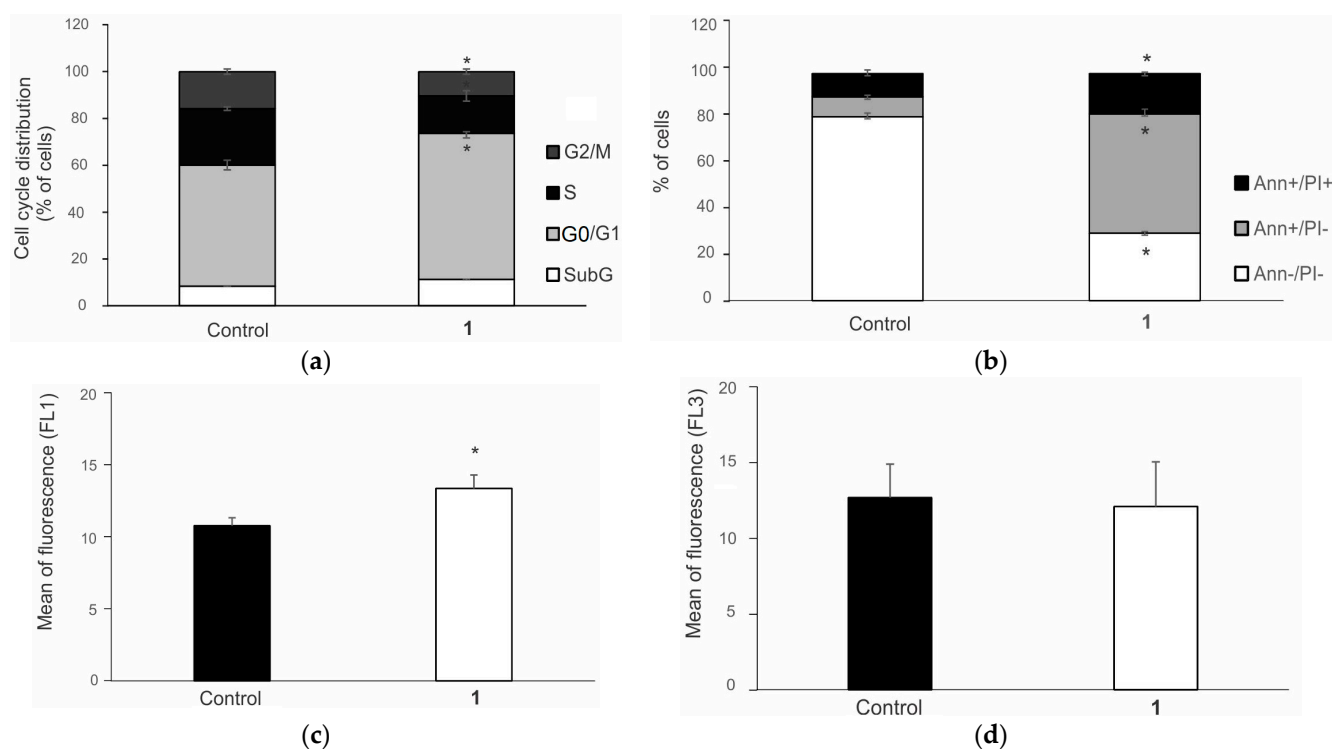 120
100
80
60
40
20
0
Cell cycle distribution
(% of cells)
*
*
*
G2/M
S
G0/G1
SubG
Control
1
(a)
120
100
80
60
40
20
0
% of cells
*
*
*
Ann+/PI+
Ann+/PI-
Ann-/PI-
Control
1
(b)
20
15
10
5
0
Mean of fluorescence (FL1)
*
Control
1
(c)
20
15
10
5
0
Mean of fluorescence (FL3)
Control
1
(d)